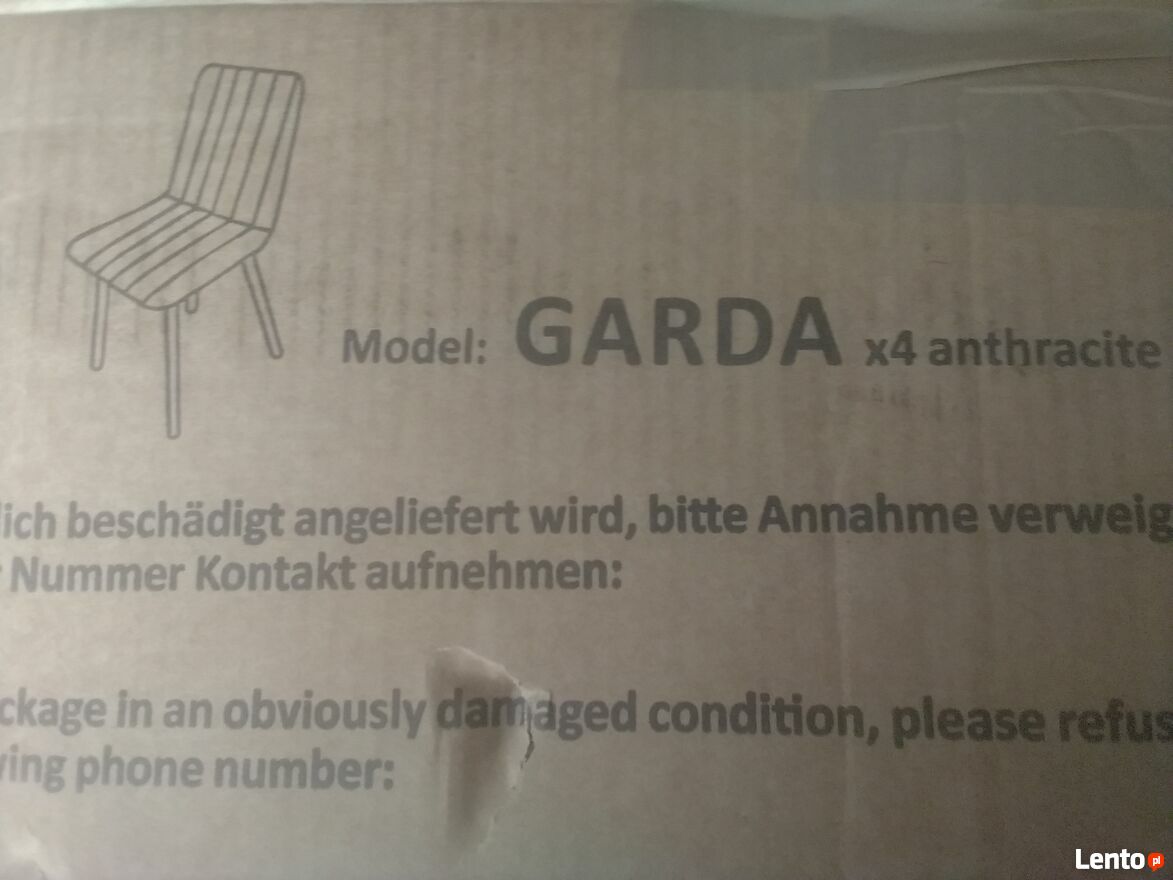 Model: GARDA x4 anthracite
lich beschädigt angeliefert wird, bitte Annahme verweig
r Nummer Kontakt aufnehmen:
ckage in an obviously damaged condition, please refus
ving phone number:
Lento pl